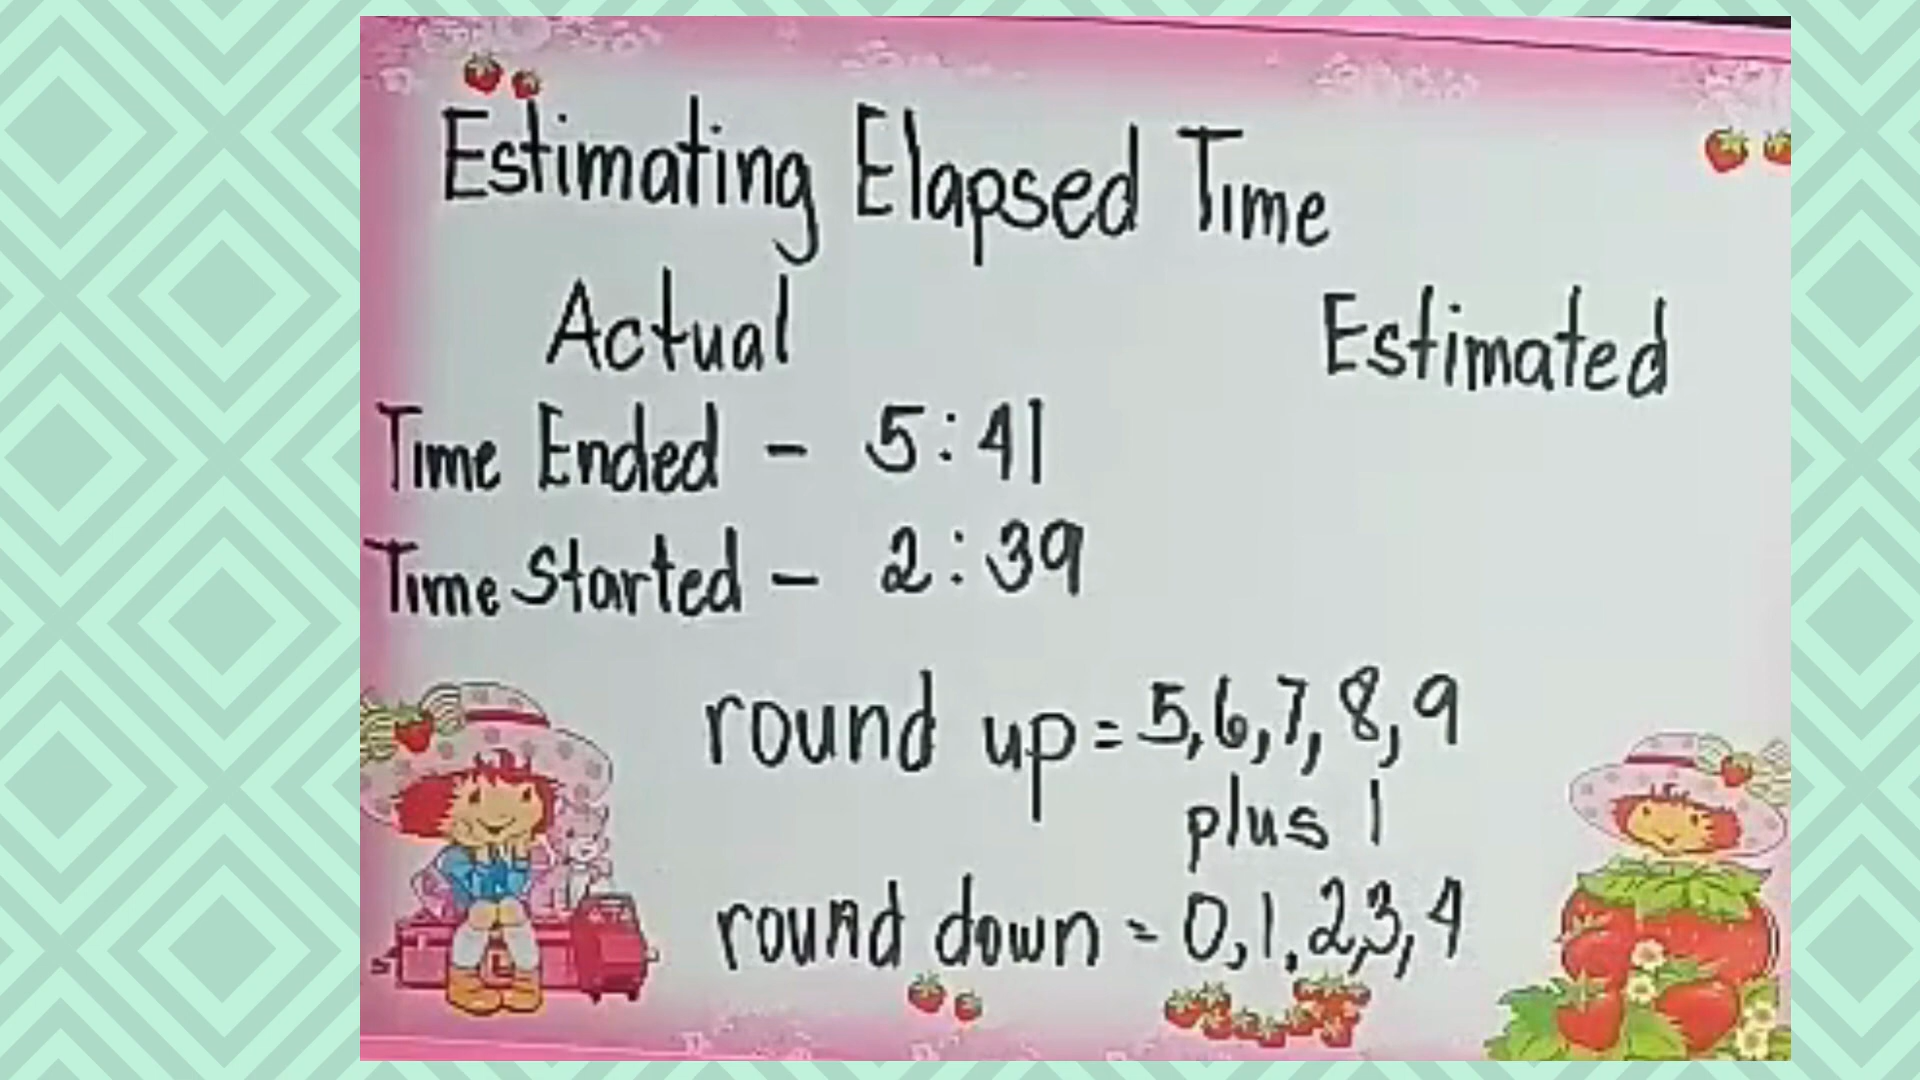 Estimating Elapsed Time
Actual Estimated
Time Ended - 5:41
Time Started - 2:39
round up = 5,6,7,8,9
plus 1
round down - 0,1,2,3,4